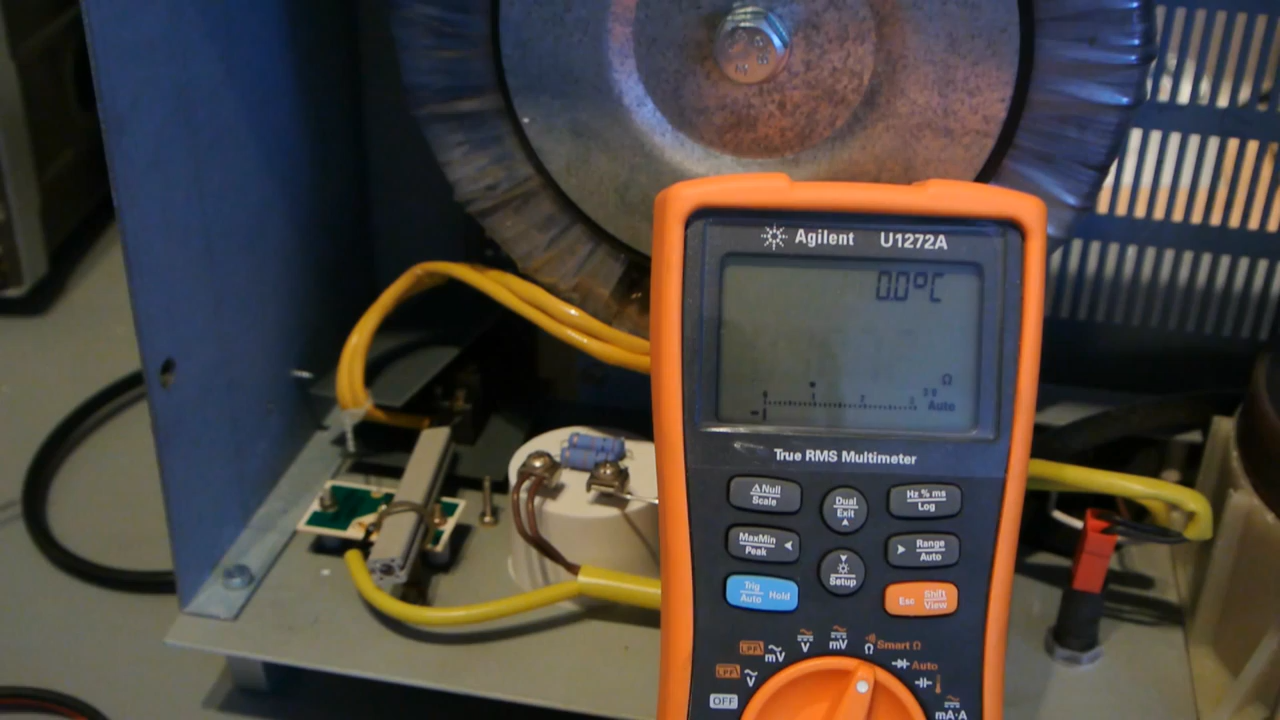 Agilent U1272A
0.0°C
Ω
Auto
True RMS Multimeter
ΔNull
Scale
Dual
Exit
Hz % ms
Log
MaxMin
Peak
Range
Auto
Setup
Trig
Auto
Hold
Esc
Shift
View
LPF
mV
V
mV
Ω
Smart Ω
LPF
V
Auto
OFF
mA·A